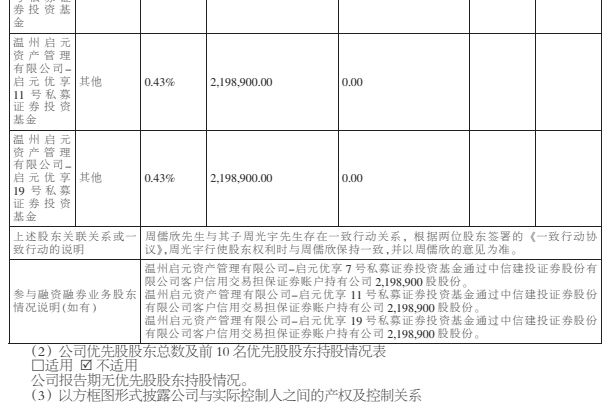 券投资基
金
温州启元
资产管理
有限公司–
启元优享
11 号私募
证券投资
基金
其他
0.43%
2,198,900.00
0.00
温州启元
资产管理
有限公司–
启元优享
19 号私募
证券投资
基金
其他
0.43%
2,198,900.00
0.00
上述股东关联关系或一
致行动的说明
周儒欣先生与其子周光宇先生存在一致行动关系，根据两位股东签署的《一致行动协
议》,周光宇行使股东权利时与周儒欣保持一致,并以周儒欣的意见为准。
参与融资融券业务股东
情况说明(如有)
温州启元资产管理有限公司–启元优享 7 号私募证券投资基金通过中信建投证券股份有
限公司客户信用交易担保证券账户持有公司 2,198,900 股股份。
温州启元资产管理有限公司–启元优享 11 号私募证券投资基金通过中信建投证券股份
有限公司客户信用交易担保证券账户持有公司 2,198,900 股股份。
温州启元资产管理有限公司–启元优享 19 号私募证券投资基金通过中信建投证券股份
有限公司客户信用交易担保证券账户持有公司 2,198,900 股股份。
（2）公司优先股股东总数及前 10 名优先股股东持股情况表
□适用 ☑ 不适用
公司报告期无优先股股东持股情况。
（3）以方框图形式披露公司与实际控制人之间的产权及控制关系